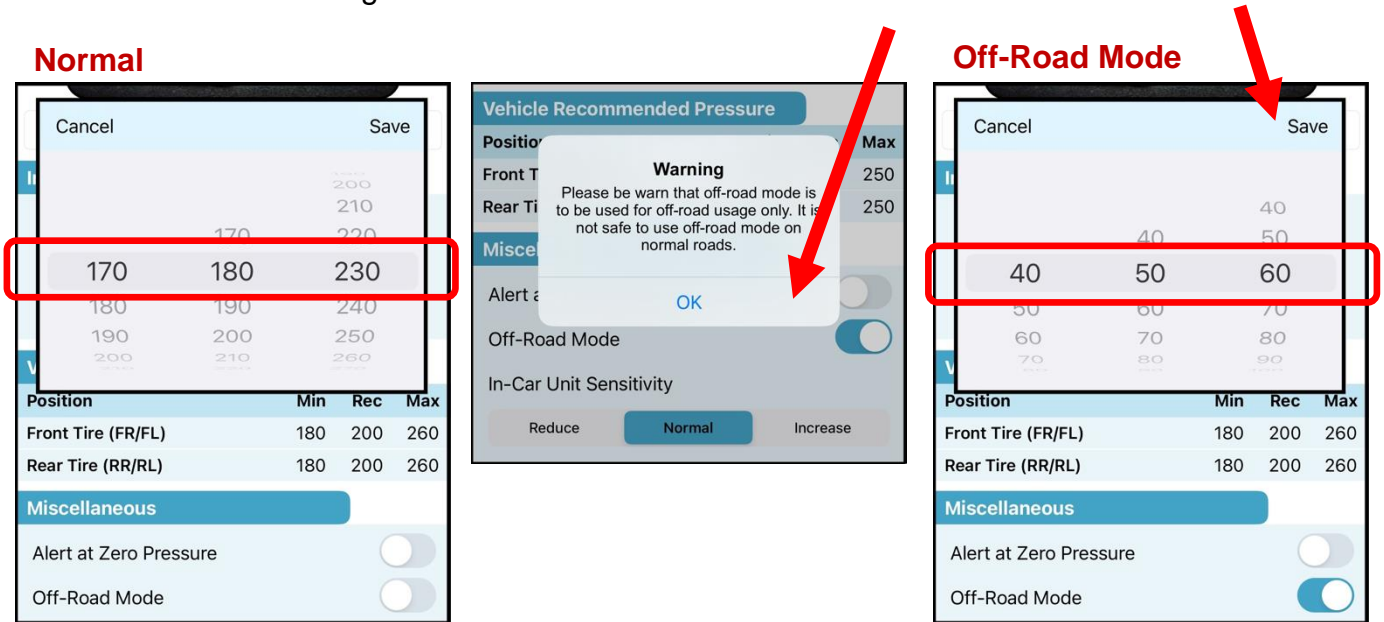 Normal
Cancel Save
200
210
170 220
170 180 230
180 190 240
190 200 250
200 210 260
Position Min Rec Max
Front Tire (FR/FL) 180 200 260
Rear Tire (RR/RL) 180 200 260
Miscellaneous
Alert at Zero Pressure
Off-Road Mode
Vehicle Recommended Pressure
Max
Front T 250
Rear Ti 250
Warning
Please be warn that off-road mode is
to be used for off-road usage only. It is
not safe to use off-road mode on
normal roads.
OK
Miscel
Alert a
Off-Road Mode
In-Car Unit Sensitivity
Reduce Normal Increase
Off-Road Mode
Cancel Save
40
40 50
40 50 60
50 60 70
60 70 80
70 80 90
Position Min Rec Max
Front Tire (FR/FL) 180 200 260
Rear Tire (RR/RL) 180 200 260
Miscellaneous
Alert at Zero Pressure
Off-Road Mode